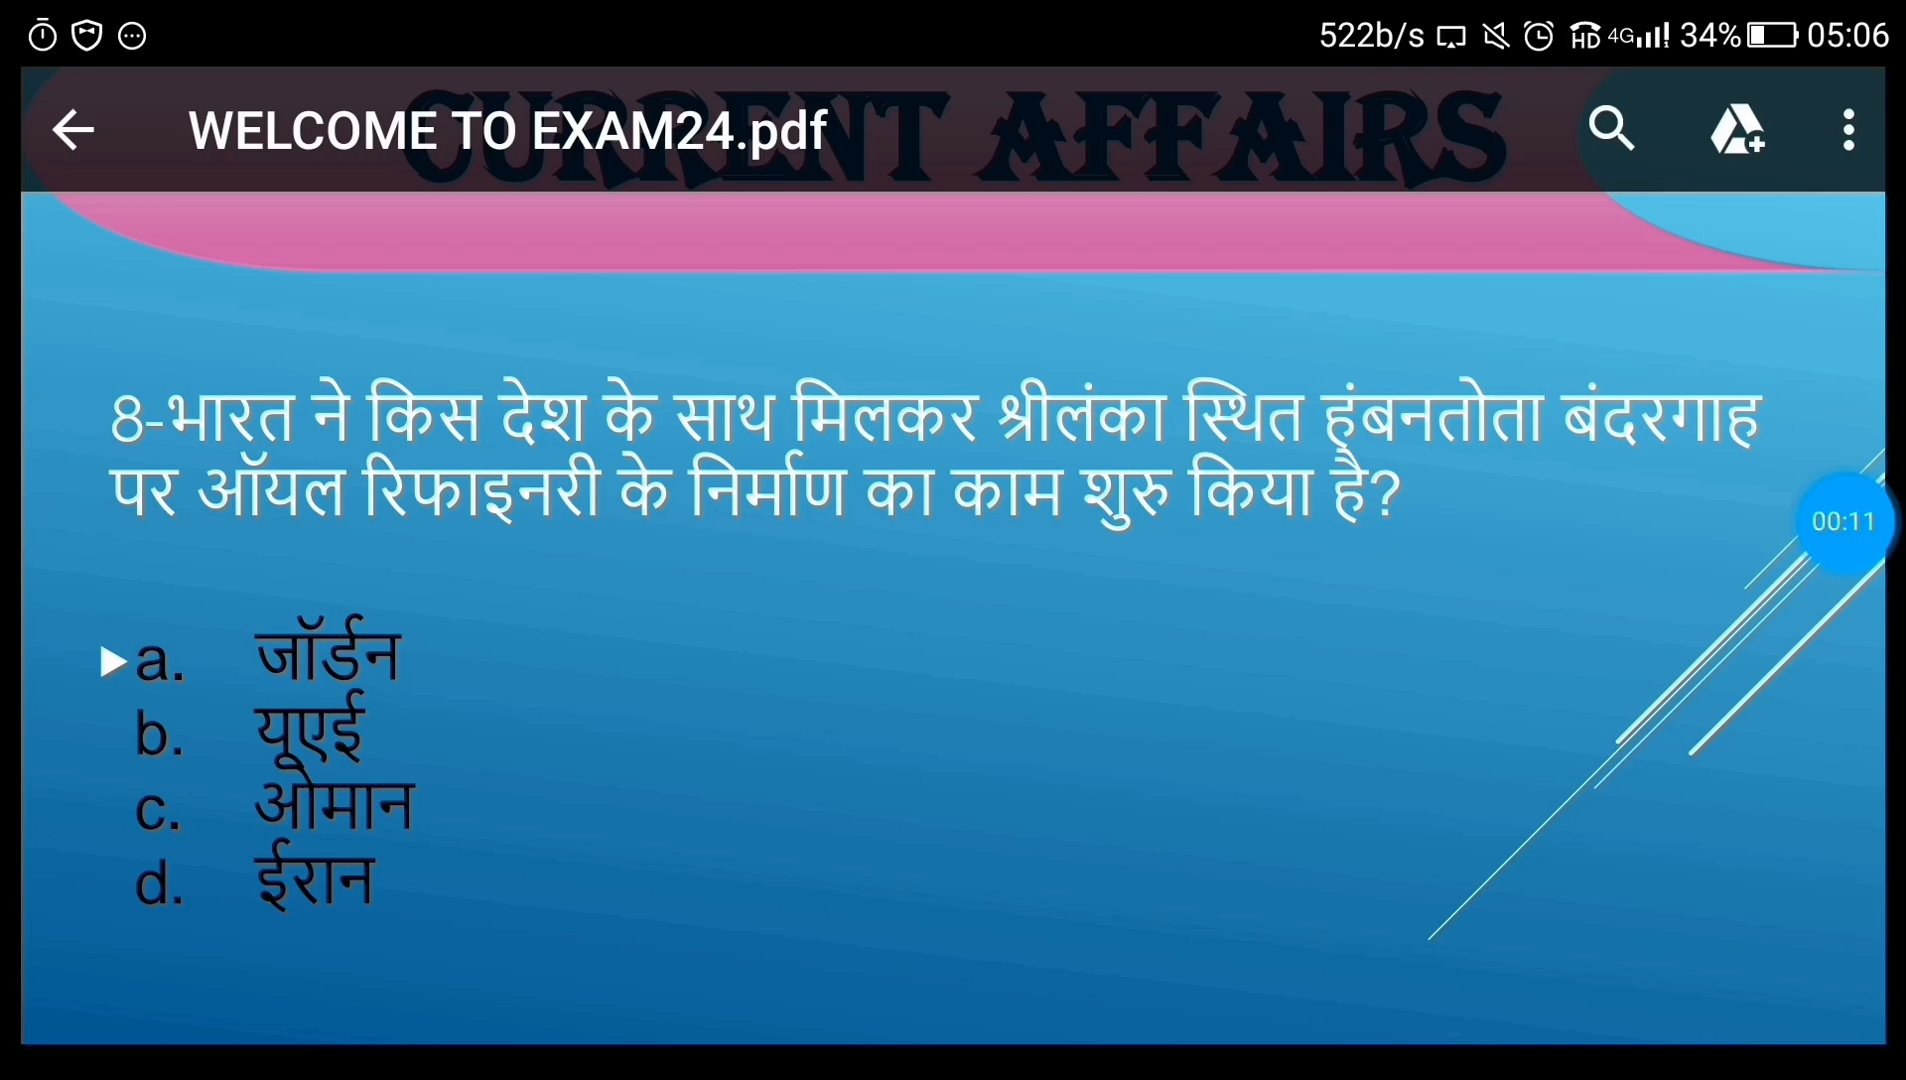 522b/s HD 4G 34% 05:06
CURRENT AFFAIRS
WELCOME TO EXAM24.pdf
8-भारत ने किस देश के साथ मिलकर श्रीलंका स्थित हंबनतोता बंदरगाह
पर ऑयल रिफाइनरी के निर्माण का काम शुरु किया है?
00:11
a. जॉर्डन
b. यूएई
c. ओमान
d. ईरान